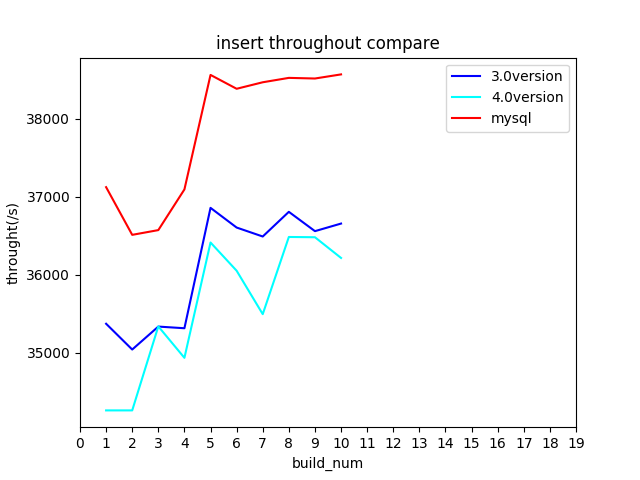 insert throughout compare
3.0version
4.0version
mysql
throught(/s)
38000
37000
36000
35000
0 1 2 3 4 5 6 7 8 9 10 11 12 13 14 15 16 17 18 19
build_num